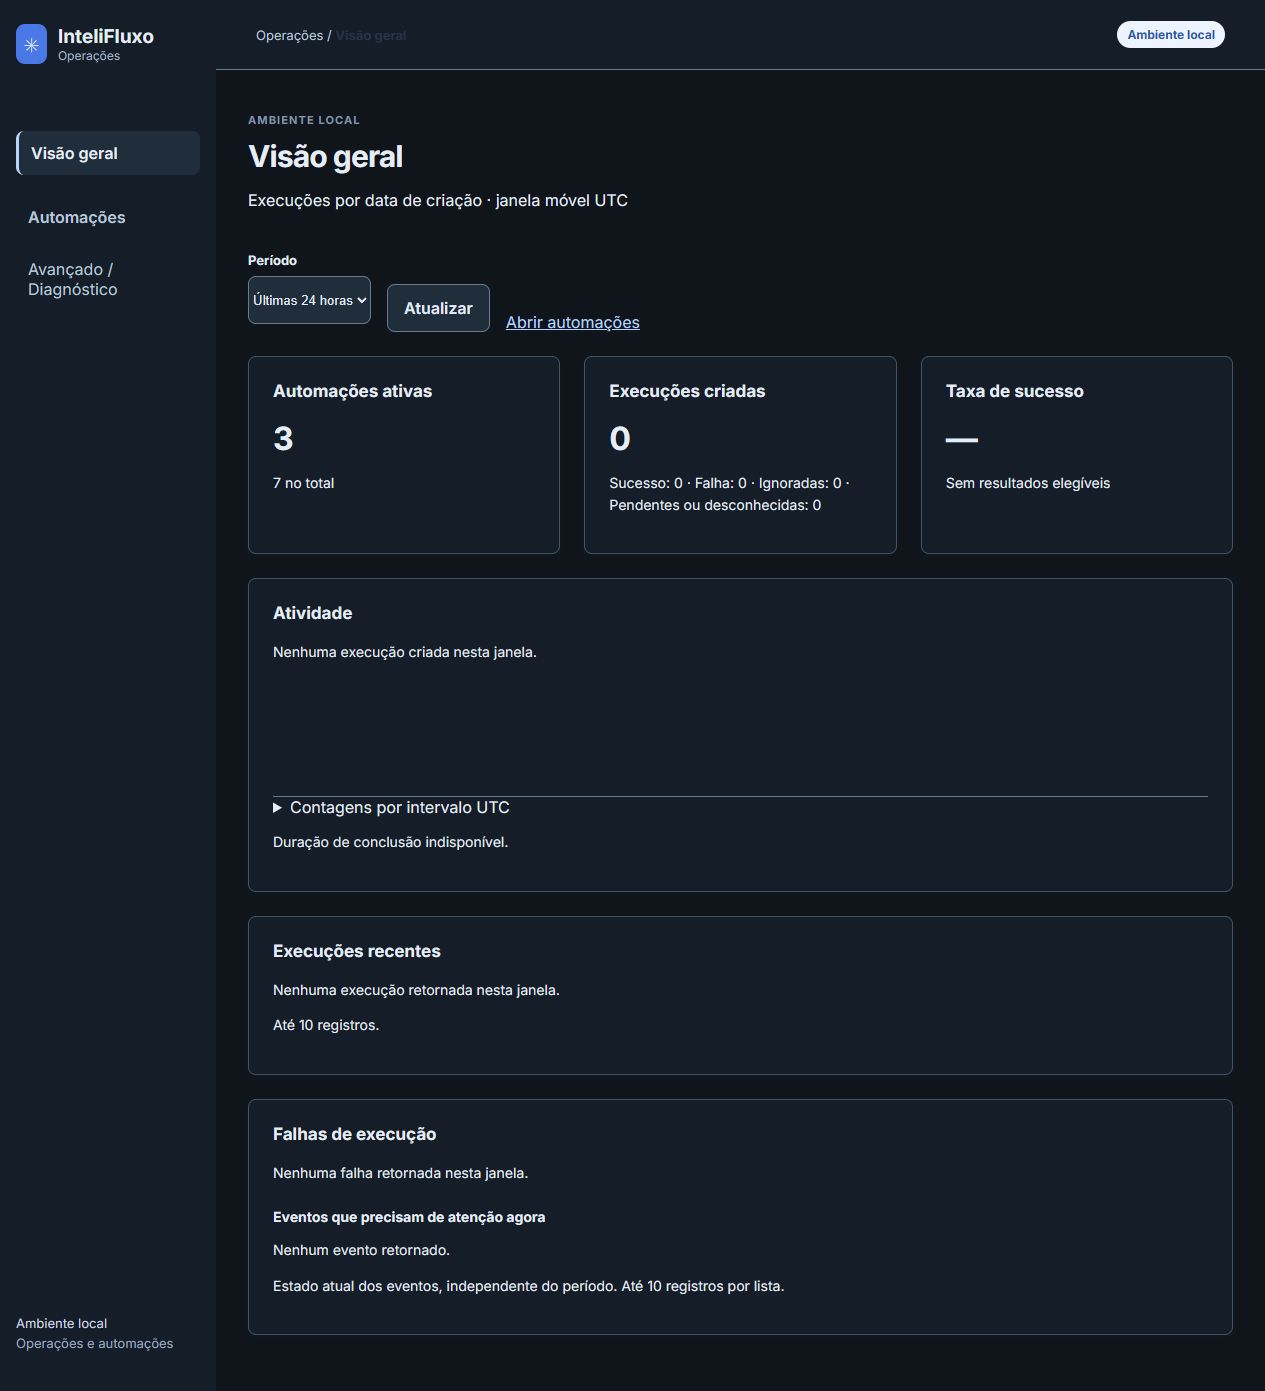 InteliFluxo
Operações
Visão geral
Automações
Avançado /
Diagnóstico
Ambiente local
Operações e automações
Operações / Visão geral
Ambiente local
AMBIENTE LOCAL
Visão geral
Execuções por data de criação · janela móvel UTC
Período
Últimas 24 horas
Atualizar
Abrir automações
Automações ativas
3
7 no total
Execuções criadas
0
Sucesso: 0 · Falha: 0 · Ignoradas: 0 ·
Pendentes ou desconhecidas: 0
Taxa de sucesso
—
Sem resultados elegíveis
Atividade
Nenhuma execução criada nesta janela.
Contagens por intervalo UTC
Duração de conclusão indisponível.
Execuções recentes
Nenhuma execução retornada nesta janela.
Até 10 registros.
Falhas de execução
Nenhuma falha retornada nesta janela.
Eventos que precisam de atenção agora
Nenhum evento retornado.
Estado atual dos eventos, independente do período. Até 10 registros por lista.